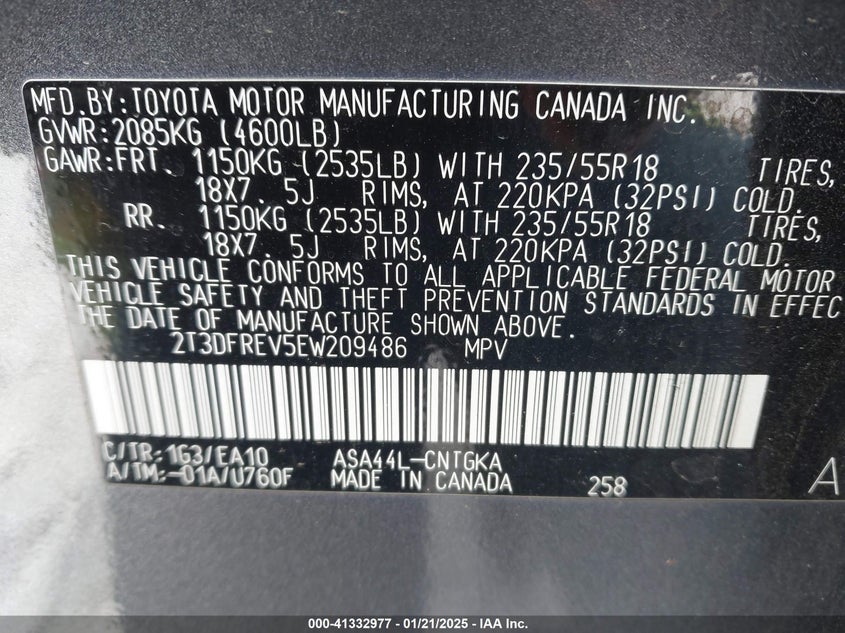 MFD.BY:TOYOTA MOTOR MANUFACTURING CANADA INC.
GVWR:2085KG (4600LB)
GAWR:FRT. 1150KG (2535LB) WITH 235/55R18 TIRES,
18X7. 5J RIMS, AT 220KPA (32PSI) COLD.
RR. 1150KG (2535LB) WITH 235/55R18 TIRES,
18X7. 5J RIMS, AT 220KPA (32PSI) COLD.
THIS VEHICLE CONFORMS TO ALL APPLICABLE FEDERAL MOTOR
VEHICLE SAFETY AND THEFT PREVENTION STANDARDS IN EFFEC
THE DATE OF MANUFACTURE SHOWN ABOVE.
2T3DFREV5EW209486 MPV
C/TR:1G3/EA10 ASA44L-CNTGKA
A/TM:-01A/U760F MADE IN CANADA 258 A
000-41332977 - 01/21/2025 - IAA Inc.